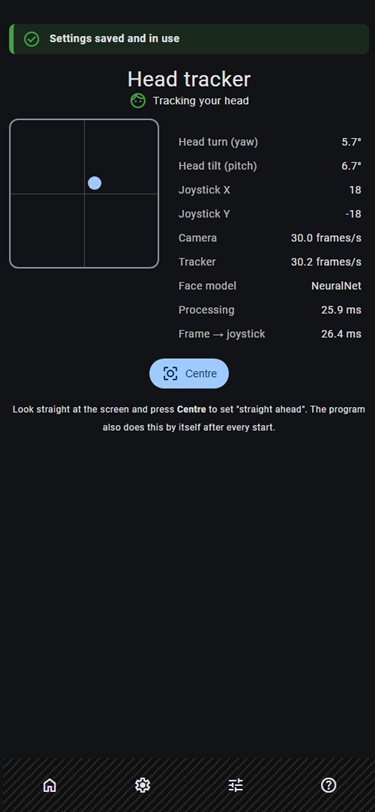 Settings saved and in use
Head tracker
Tracking your head
Head turn (yaw) 5.7°
Head tilt (pitch) 6.7°
Joystick X 18
Joystick Y -18
Camera 30.0 frames/s
Tracker 30.2 frames/s
Face model NeuralNet
Processing 25.9 ms
Frame → joystick 26.4 ms
Centre
Look straight at the screen and press Centre to set "straight ahead". The program
also does this by itself after every start.